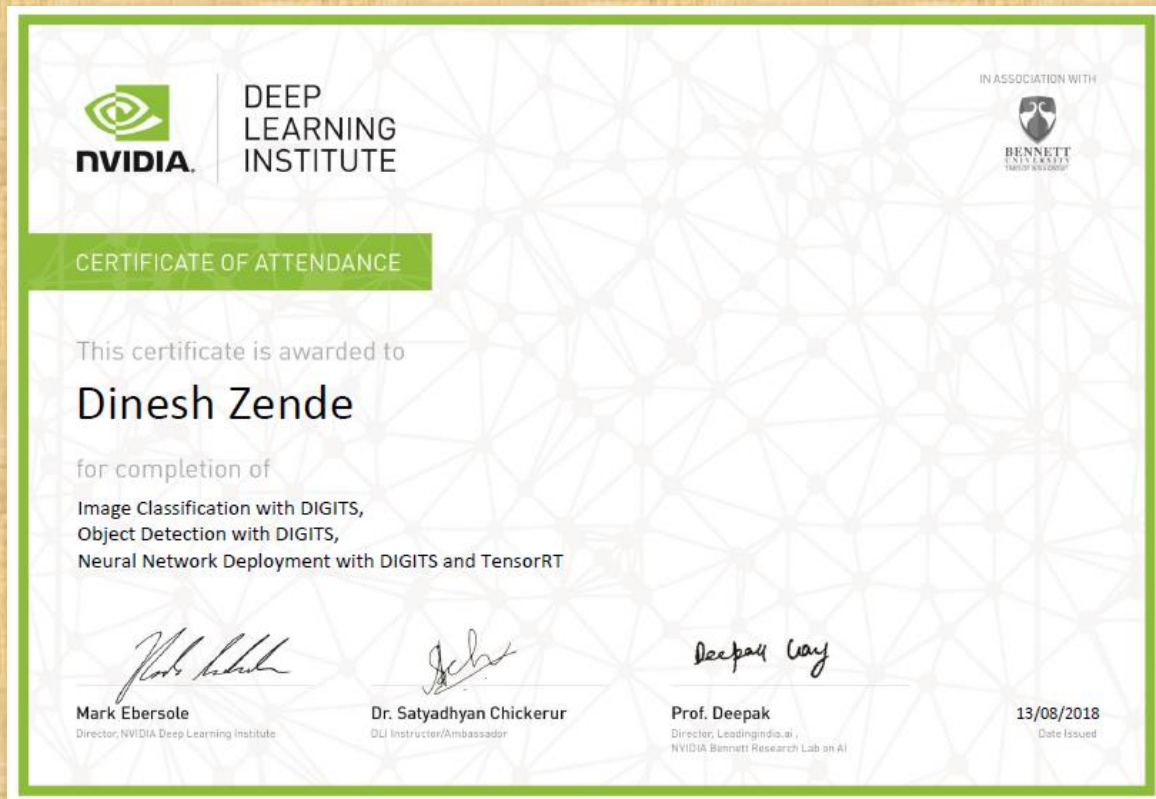 NVIDIA.
DEEP
LEARNING
INSTITUTE
IN ASSOCIATION WITH
BENNETT
UNIVERSITY
CERTIFICATE OF ATTENDANCE
This certificate is awarded to
Dinesh Zende
for completion of
Image Classification with DIGITS,
Object Detection with DIGITS,
Neural Network Deployment with DIGITS and TensorRT
Deepak
Mark Ebersole
Director, NVIDIA Deep Learning Institute
Dr. Satyadhyan Chickerur
DLI Instructor/Ambassador
Prof. Deepak
Director, Leadingindia.ai ,
NVIDIA Bennett Research Lab on AI
13/08/2018
Date Issued